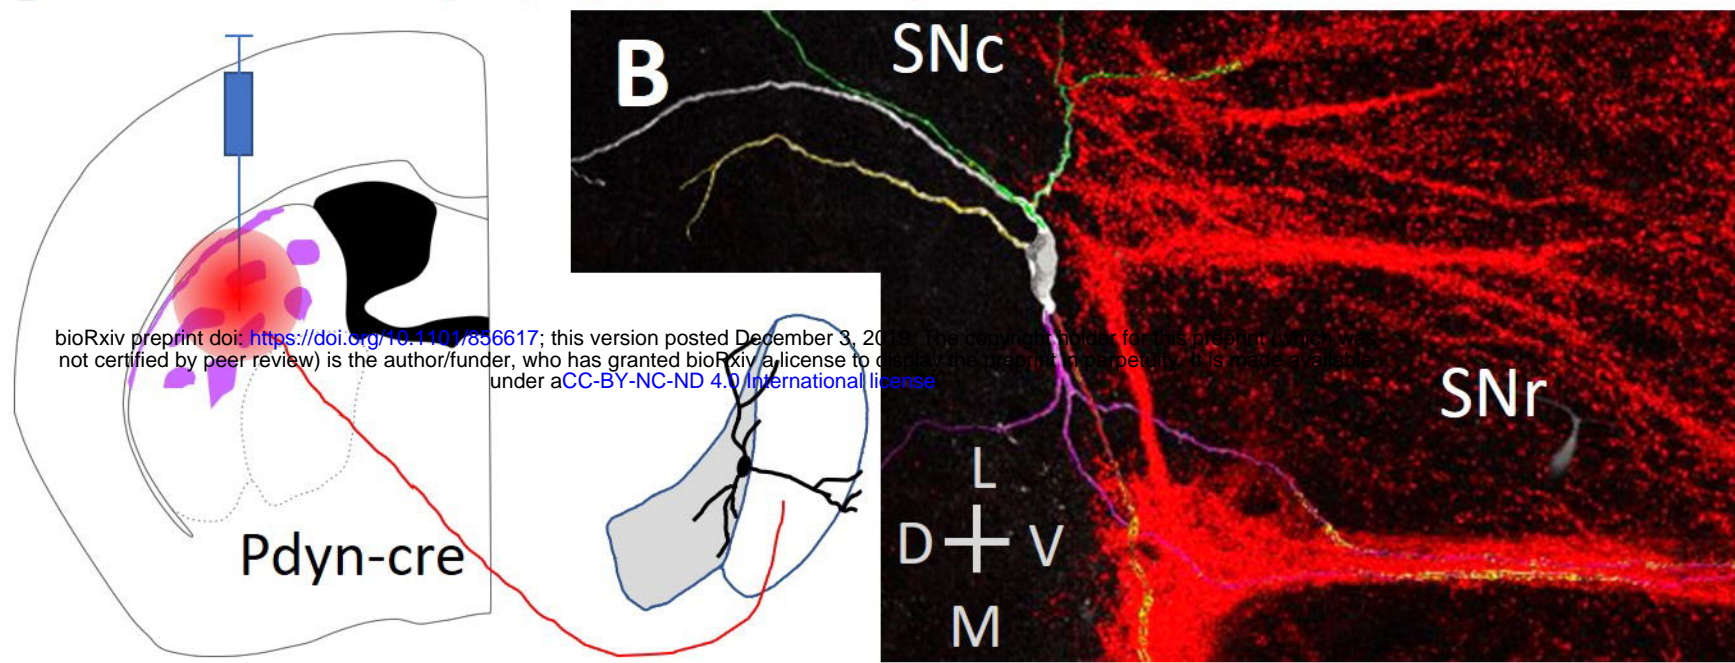 B
SNc
bioRxiv preprint doi: https://doi.org/10.1101/856617; this version posted December 3, 20 The copyright holder for this preprint (which was
not certified by peer review) is the author/funder, who has granted bioRxiv a license to display the preprint in perpetuity. It is made available
under aCC-BY-NC-ND 4.0 International license
SNr
L
D V
M
Pdyn-cre